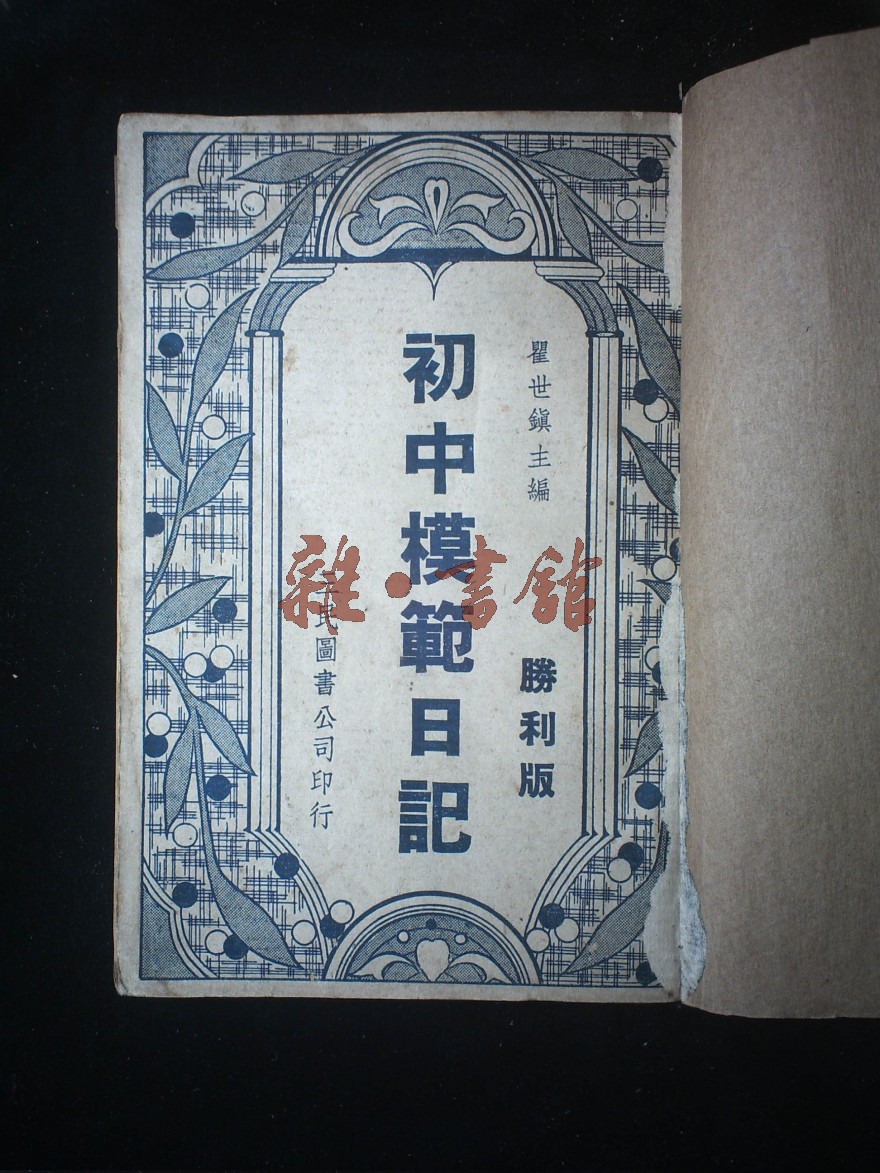 瞿世鎮主編
勝利版
初中模範日記
民圖書公司印行
雜·書館